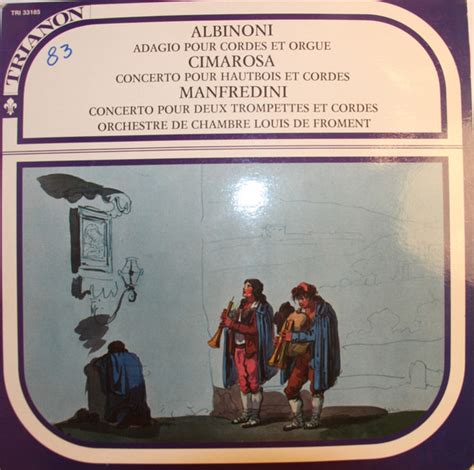 TRI 33185
TRIANON
83
ALBINONI
ADAGIO POUR CORDES ET ORGUE
CIMAROSA
CONCERTO POUR HAUTBOIS ET CORDES
MANFREDINI
CONCERTO POUR DEUX TROMPETTES ET CORDES
ORCHESTRE DE CHAMBRE LOUIS DE FROMENT